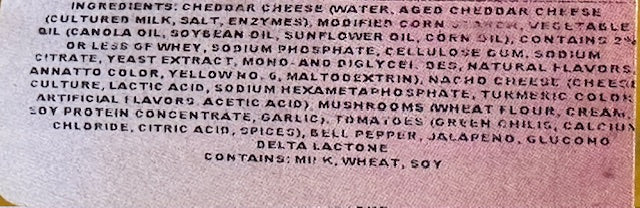 INGREDIENTS: CHEDDAR CHEESE (WATER, AGED CHEDDAR CHEESE
(CULTURED MILK, SALT, ENZYMES), MODIFIED CORN STARCH, VEGETABLE
OIL (CANOLA OIL, SOYBEAN OIL, SUNFLOWER OIL, CORN OIL), CONTAINS 2%
OR LESS OF WHEY, SODIUM PHOSPHATE, CELLULOSE GUM, SODIUM
CITRATE, YEAST EXTRACT, MONO- AND DIGLYCERIDES, NATURAL FLAVORS,
ANNATTO COLOR, YELLOW NO. 6, MALTODEXTRIN), NACHO CHEESE (CHEESE
CULTURE, LACTIC ACID, SODIUM HEXAMETAPHOSPHATE, TURMERIC COLOR,
ARTIFICIAL FLAVORS, ACETIC ACID), MUSHROOMS (WHEAT FLOUR, CREAM,
SOY PROTEIN CONCENTRATE, GARLIC), TOMATOES (GREEN CHILIS, CALCIUM
CHLORIDE, CITRIC ACID, SPICES), BELL PEPPER, JALAPENO, GLUCONO
DELTA LACTONE
CONTAINS: MILK, WHEAT, SOY